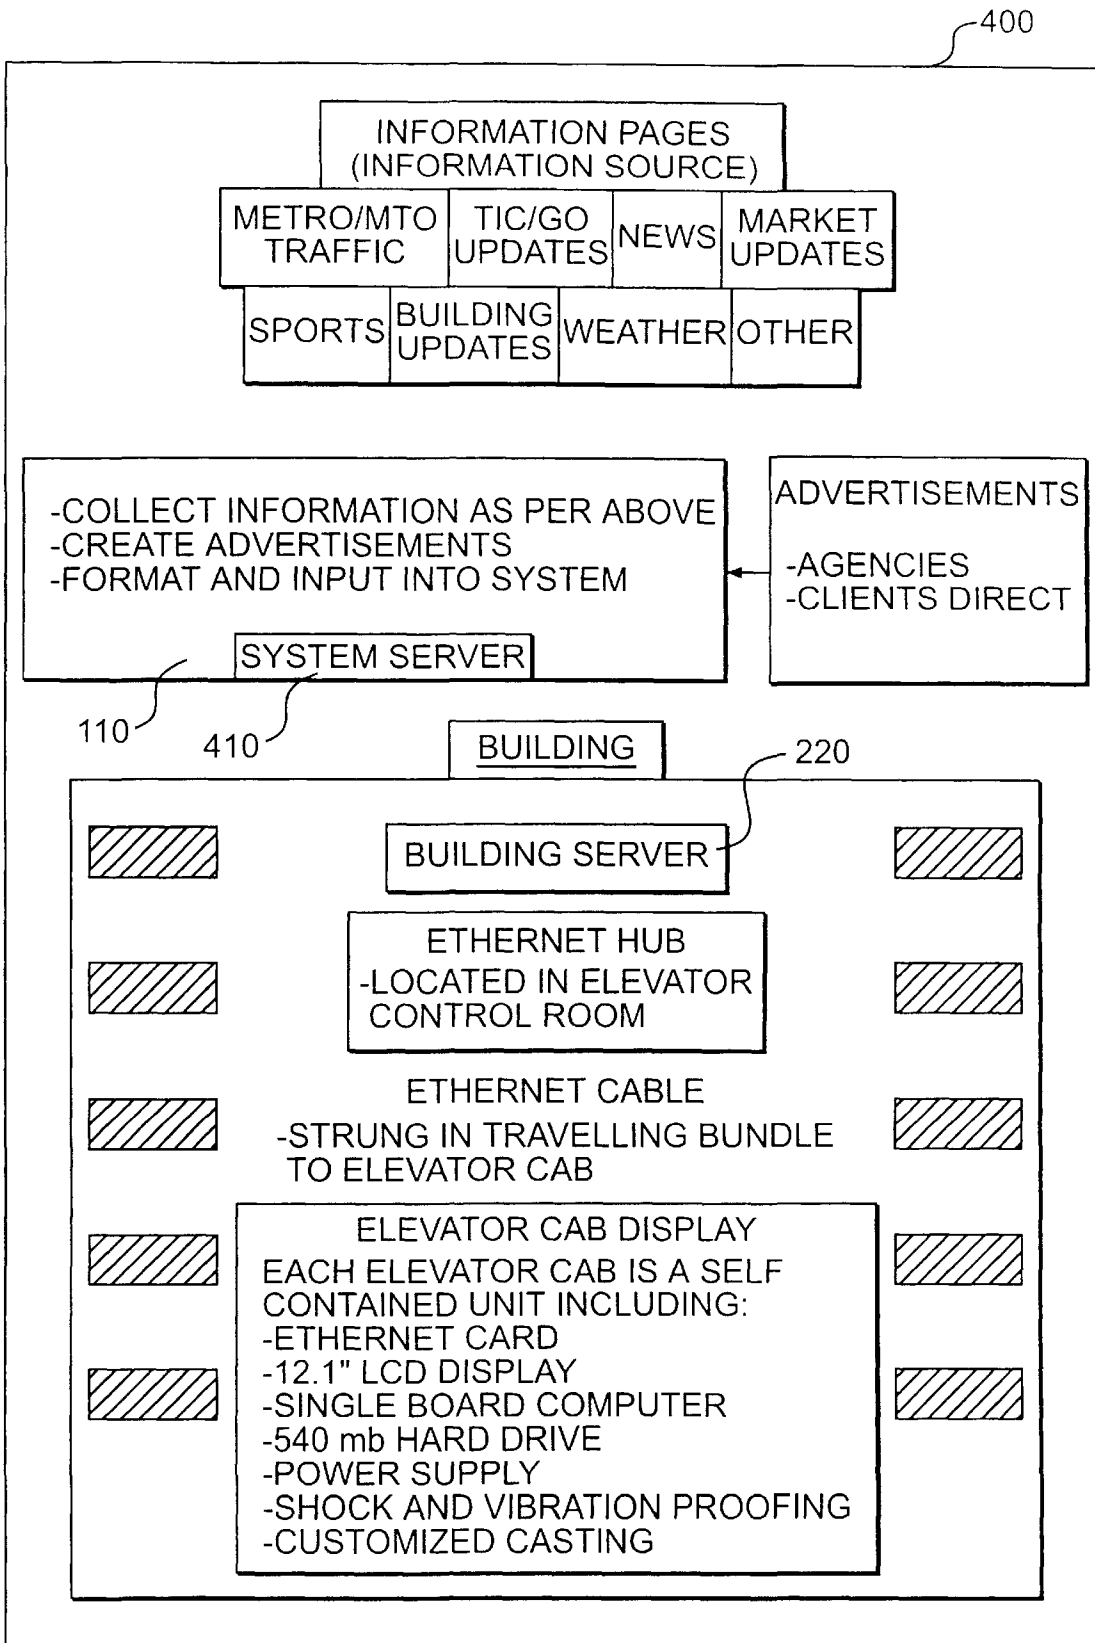 400
INFORMATION PAGES
(INFORMATION SOURCE)
METRO/MTO
TRAFFIC
TIC/GO
UPDATES
NEWS
MARKET
UPDATES
SPORTS
BUILDING
UPDATES
WEATHER
OTHER
-COLLECT INFORMATION AS PER ABOVE
-CREATE ADVERTISEMENTS
-FORMAT AND INPUT INTO SYSTEM
SYSTEM SERVER
ADVERTISEMENTS
-AGENCIES
-CLIENTS DIRECT
110
410
BUILDING
220
BUILDING SERVER
ETHERNET HUB
-LOCATED IN ELEVATOR
CONTROL ROOM
ETHERNET CABLE
-STRUNG IN TRAVELLING BUNDLE
TO ELEVATOR CAB
ELEVATOR CAB DISPLAY
EACH ELEVATOR CAB IS A SELF
CONTAINED UNIT INCLUDING:
-ETHERNET CARD
-12.1" LCD DISPLAY
-SINGLE BOARD COMPUTER
-540 mb HARD DRIVE
-POWER SUPPLY
-SHOCK AND VIBRATION PROOFING
-CUSTOMIZED CASTING